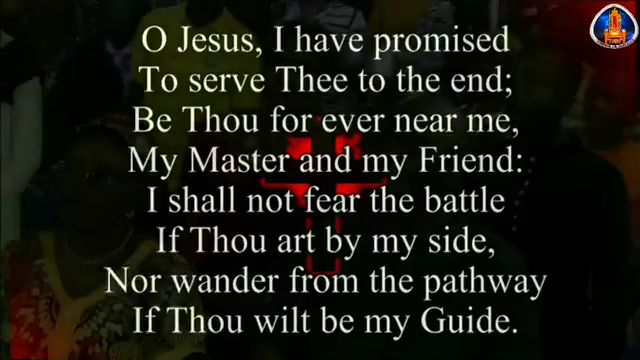 O Jesus, I have promised
To serve Thee to the end;
Be Thou for ever near me,
My Master and my Friend:
I shall not fear the battle
If Thou art by my side,
Nor wander from the pathway
If Thou wilt be my Guide.